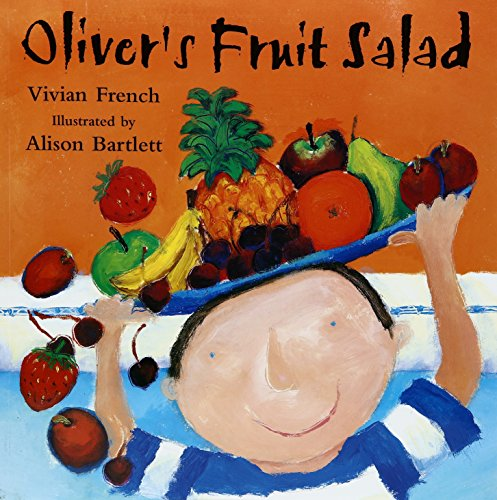 Oliver's Fruit Salad
Vivian French
Illustrated by
Alison Bartlett